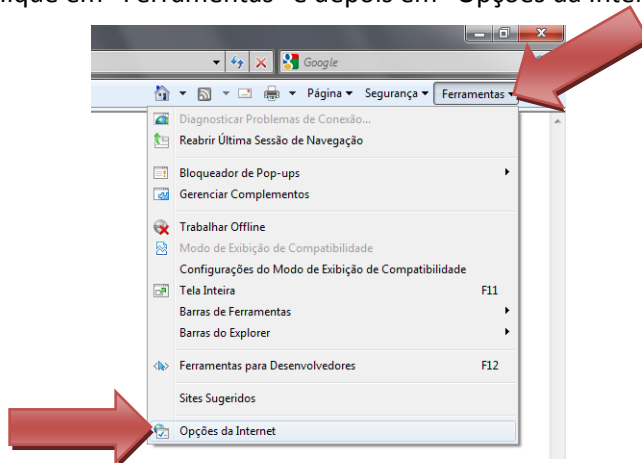 em "Ferramentas" e depois em "Opções da
Google
Página Segurança Ferramentas
Diagnosticar Problemas de Conexão...
Reabrir Última Sessão de Navegação
Bloqueador de Pop-ups
Gerenciar Complementos
Trabalhar Offline
Modo de Exibição de Compatibilidade
Configurações do Modo de Exibição de Compatibilidade
Tela Inteira F11
Barras de Ferramentas
Barras do Explorer
Ferramentas para Desenvolvedores F12
Sites Sugeridos
Opções da Internet